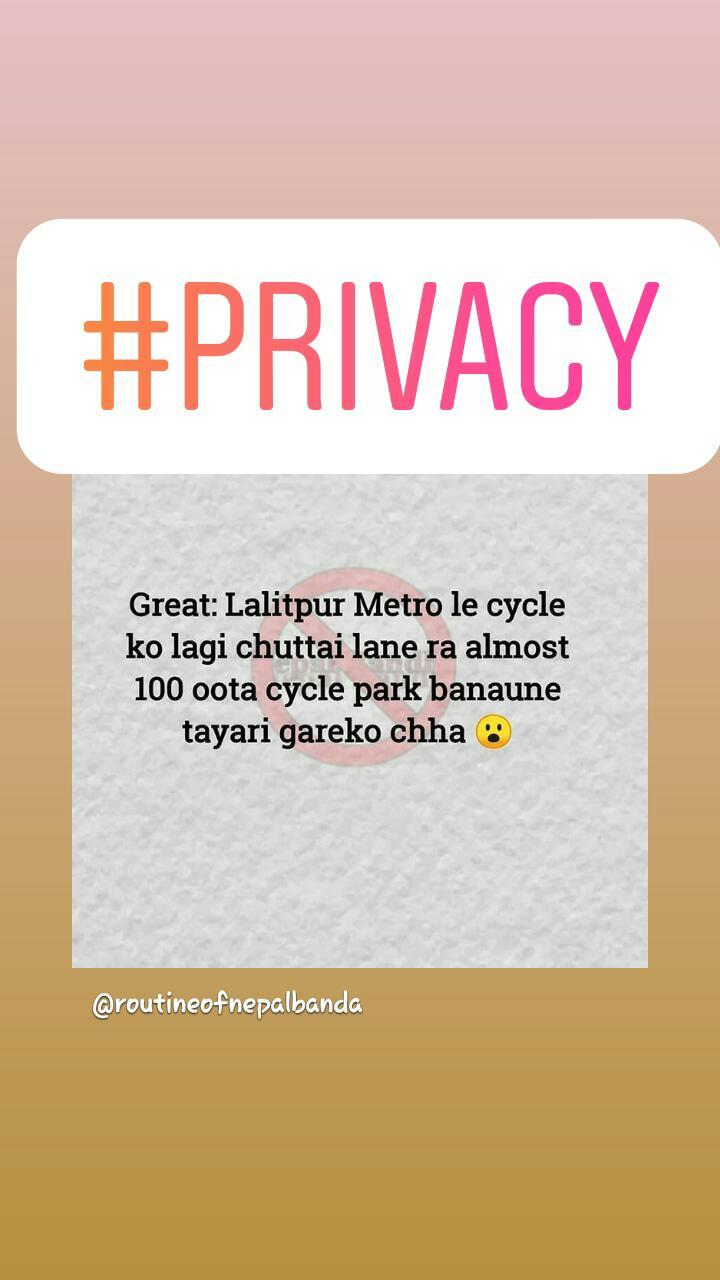 #PRIVACY
Great: Lalitpur Metro le cycle
ko lagi chuttai lane ra almost
100 oota cycle park banaune
tayari gareko chha 😮
@routineofnepalbanda